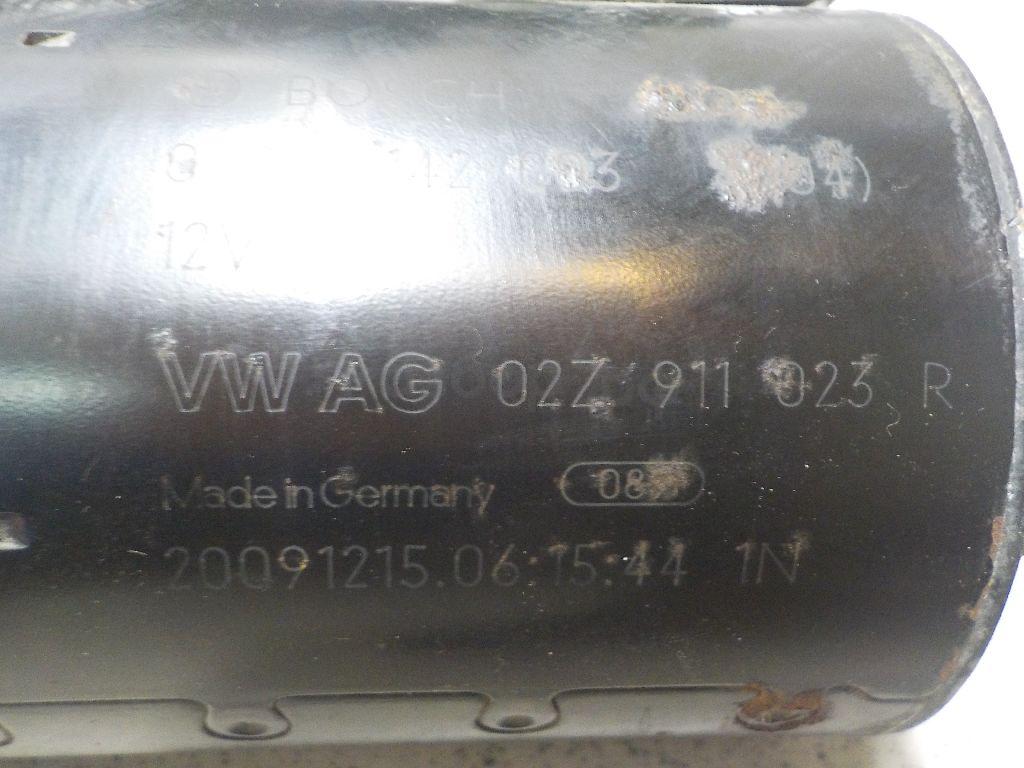 BOSCH
12V
VW AG 02Z 911 023 R
Made in Germany
20091215.06:15:44 1N